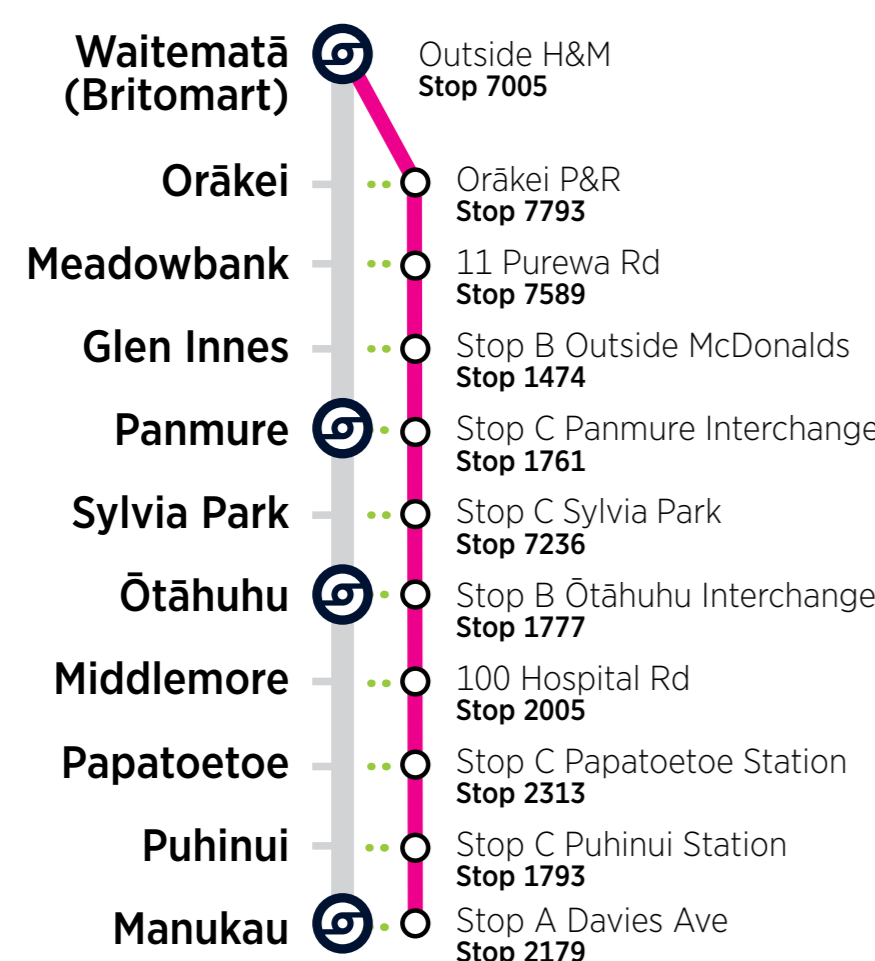 Waitematā
(Britomart)
Outside H&M
Stop 7005
Orākei
Orākei P&R
Stop 7793
Meadowbank
11 Purewa Rd
Stop 7589
Glen Innes
Stop B Outside McDonalds
Stop 1474
Panmure
Stop C Panmure Interchange
Stop 1761
Sylvia Park
Stop C Sylvia Park
Stop 7236
Ōtāhuhu
Stop B Ōtāhuhu Interchange
Stop 1777
Middlemore
100 Hospital Rd
Stop 2005
Papatoetoe
Stop C Papatoetoe Station
Stop 2313
Puhinui
Stop C Puhinui Station
Stop 1793
Manukau
Stop A Davies Ave
Stop 2179